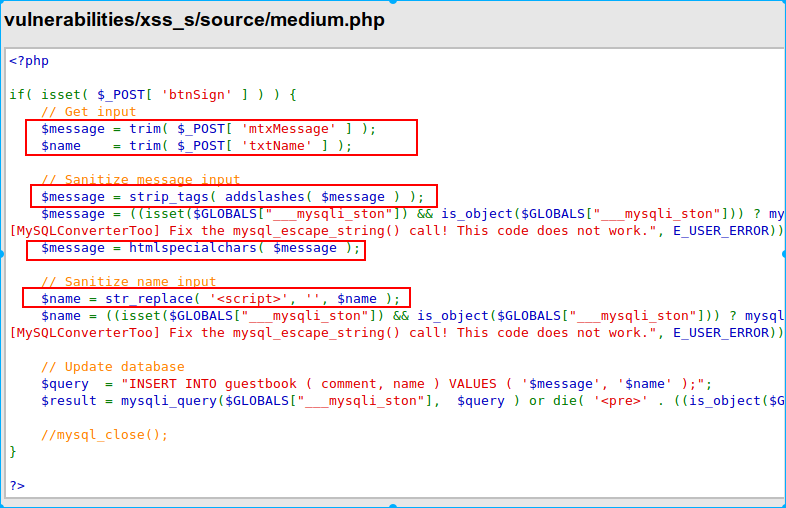 vulnerabilities/xss_s/source/medium.php
<?php
if( isset( $_POST[ 'btnSign' ] ) ) {
    // Get input
    $message = trim( $_POST[ 'mtxMessage' ] );
    $name    = trim( $_POST[ 'txtName' ] );
    // Sanitize message input
    $message = strip_tags( addslashes( $message ) );
    $message = ((isset($GLOBALS["___mysqli_ston"]) && is_object($GLOBALS["___mysqli_ston"])) ? my
[MySQLConverterToo] Fix the mysql_escape_string() call! This code does not work.", E_USER_ERROR))
    $message = htmlspecialchars( $message );
    // Sanitize name input
    $name = str_replace( '<script>', '', $name );
    $name = ((isset($GLOBALS["___mysqli_ston"]) && is_object($GLOBALS["___mysqli_ston"])) ? mysql
[MySQLConverterToo] Fix the mysql_escape_string() call! This code does not work.", E_USER_ERROR))
    // Update database
    $query  = "INSERT INTO guestbook ( comment, name ) VALUES ( '$message', '$name' );";
    $result = mysqli_query($GLOBALS["___mysqli_ston"],  $query ) or die( '<pre>' . ((is_object($G
    //mysql_close();
}
?>